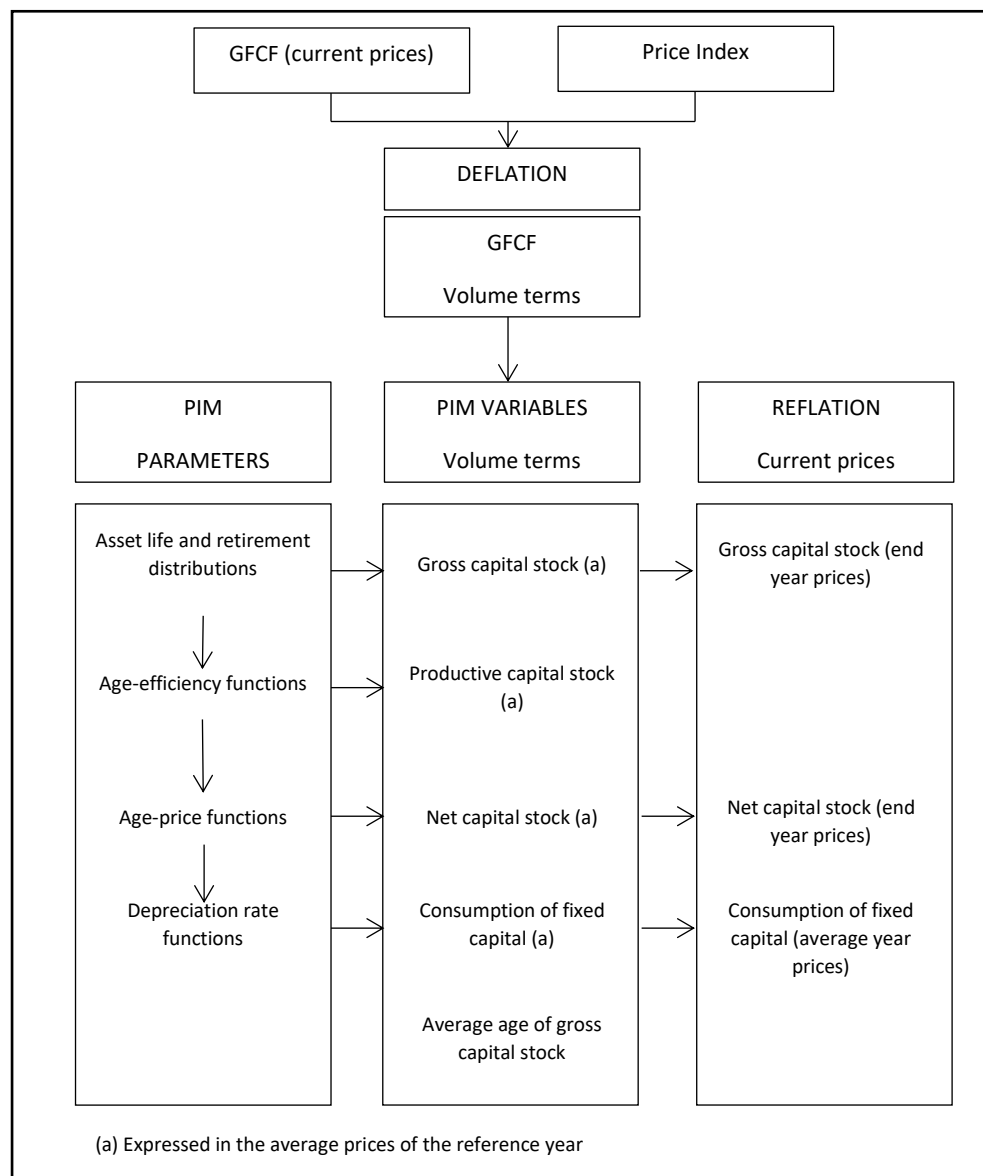 GFCF (current prices)
Price Index
DEFLATION
GFCF
Volume terms
PIM
PARAMETERS
PIM VARIABLES
Volume terms
REFLATION
Current prices
Asset life and retirement
distributions
Gross capital stock (a)
Gross capital stock (end
year prices)
Age-efficiency functions
Productive capital stock
(a)
Age-price functions
Net capital stock (a)
Net capital stock (end
year prices)
Depreciation rate
functions
Consumption of fixed
capital (a)
Consumption of fixed
capital (average year
prices)
Average age of gross
capital stock
(a) Expressed in the average prices of the reference year